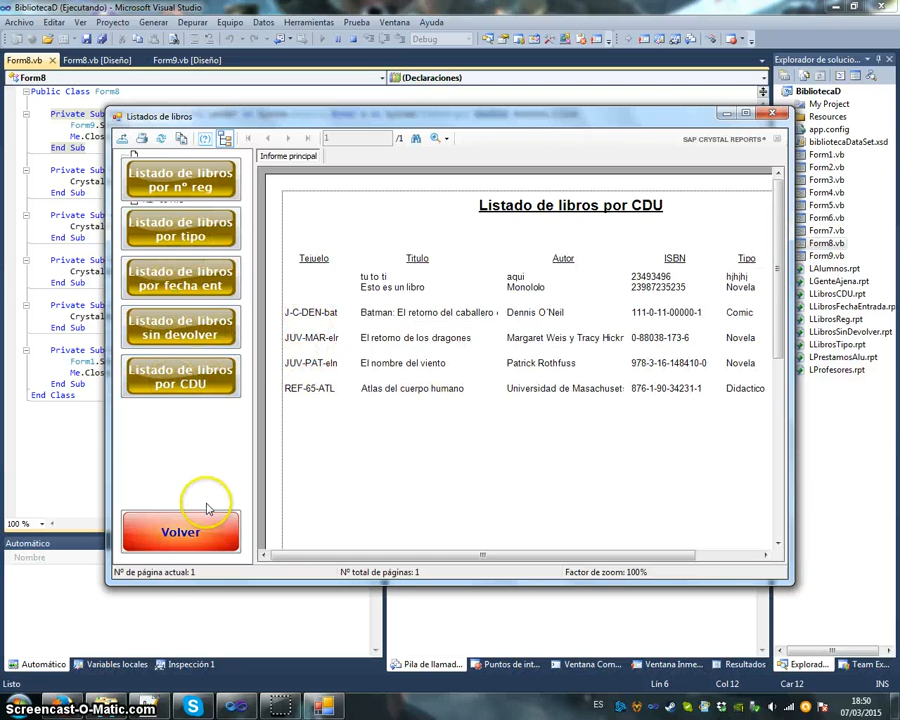 BibliotecaD (Ejecutando) - Microsoft Visual Studio
Archivo Editar Ver Proyecto Generar Depurar Equipo Datos Herramientas Prueba Arquitectura Ventana Ayuda
Debug
Form8.vb
Form8.vb [Diseño]
Form9.vb [Diseño]
Explorador de solucio...
Form8
(Declaraciones)
Public Class Form8
Private Su
Form9.S
Me.Clos
End Sub
Private Su
Crystal
End Sub
Private Su
Crystal
End Sub
Private Su
Crystal
End Sub
Private Su
Crystal
End Sub
Private Su
Crystal
End Sub
Private Su
Form1.S
Me.Clos
End Sub
End Class
BibliotecaD
My Project
Resources
app.config
bibliotecaDataSet.xsd
Form1.vb
Form2.vb
Form3.vb
Form4.vb
Form5.vb
Form6.vb
Form7.vb
Form8.vb
Form9.vb
LAlumnos.rpt
LGenteAjena.rpt
LLibrosCDU.rpt
LLibrosFechaEntrada.rpt
LLibrosReg.rpt
LLibrosSinDevolver.rpt
LPrestamosAlu.rpt
LProfesores.rpt
Listados de libros
1 /1
SAP CRYSTAL REPORTS
Informe principal
Listado de libros por nº reg
Listado de libros por tipo
Listado de libros por fecha ent
Listado de libros sin devolver
Listado de libros por CDU
Volver
Listado de libros por CDU
Tejuelo Titulo Autor ISBN Tipo
tu to ti aqui 23493496 hjhjhj
Esto es un libro Monololo 23987235235 Novela
J-C-DEN-bat Batman: El retorno del caballero Dennis O´Neil 111-0-11-00000-1 Comic
JUV-MAR-elr El retorno de los dragones Margaret Weis y Tracy Hickr 0-88038-173-6 Novela
JUV-PAT-eln El nombre del viento Patrick Rothfuss 978-3-16-148410-0 Novela
REF-65-ATL Atlas del cuerpo humano Universidad de Masachuset 876-1-90-34231-1 Didactico
Nº de página actual: 1 Nº total de páginas: 1 Factor de zoom: 100%
100 %
Automático
Nombre
Automático Variables locales Inspección 1
Pila de llamad... Puntos de int... Ventana Com... Ventana Inme... Resultados
Explorad... Team Ex...
Listo Lín 6 Col 12 Car 12 INS
ES
18:50
07/03/2015
Screencast-O-Matic.com